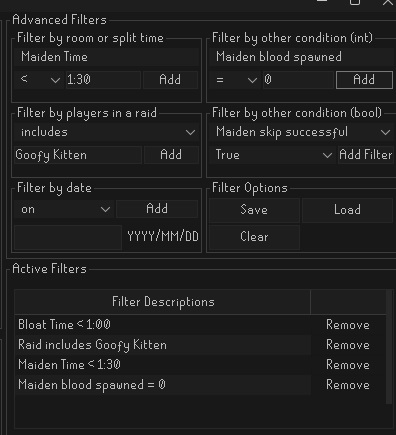 Advanced Filters
Filter by room or split time
Maiden Time
< 1:30 Add
Filter by other condition (int)
Maiden blood spawned
= 0 Add
Filter by players in a raid
includes
Goofy Kitten Add
Filter by other condition (bool)
Maiden skip successful
True Add Filter
Filter by date
on Add
YYYY/MM/DD
Filter Options
Save Load
Clear
Active Filters
Filter Descriptions
Bloat Time < 1:00 Remove
Raid includes Goofy Kitten Remove
Maiden Time < 1:30 Remove
Maiden blood spawned = 0 Remove